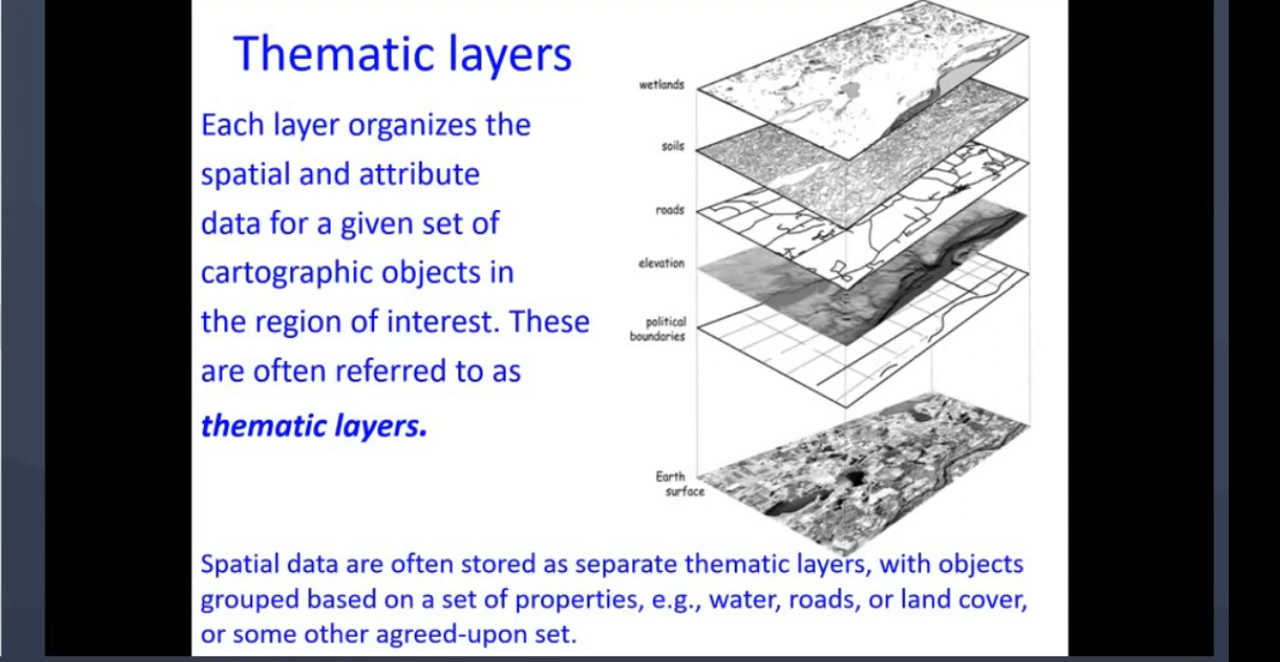 Thematic layers
Each layer organizes the
spatial and attribute
data for a given set of
cartographic objects in
the region of interest. These
are often referred to as
thematic layers.
wetlands
soils
roads
elevation
political
boundaries
Earth
surface
Spatial data are often stored as separate thematic layers, with objects
grouped based on a set of properties, e.g., water, roads, or land cover,
or some other agreed-upon set.